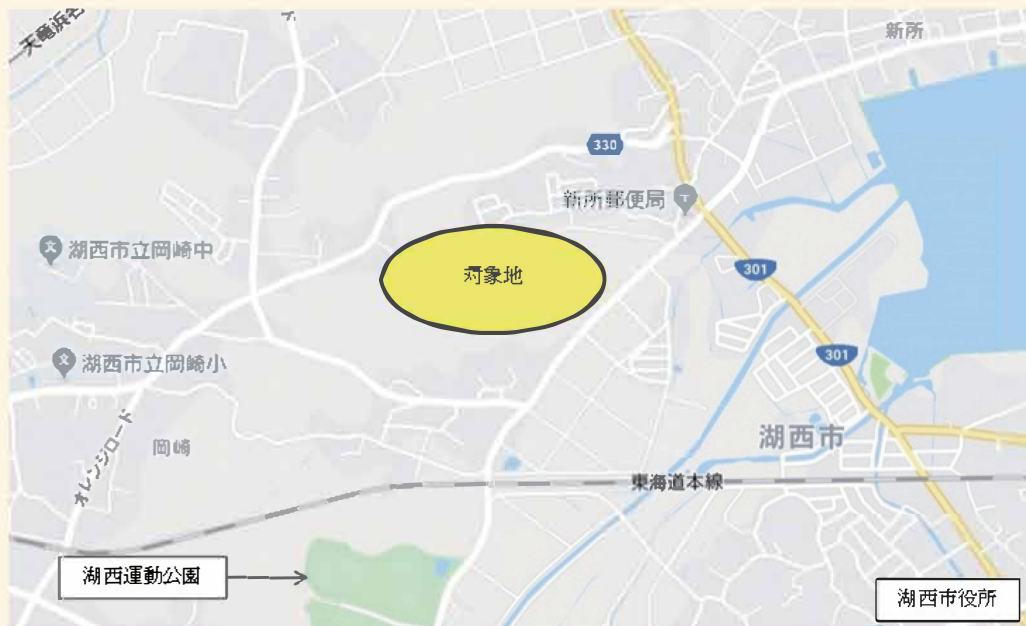 天竜浜名
新所
330
新所郵便局
湖西市立岡崎中
対象地
301
湖西市立岡崎小
301
オレンジロード
岡崎
湖西市
東海道本線
湖西運動公園
湖西市役所